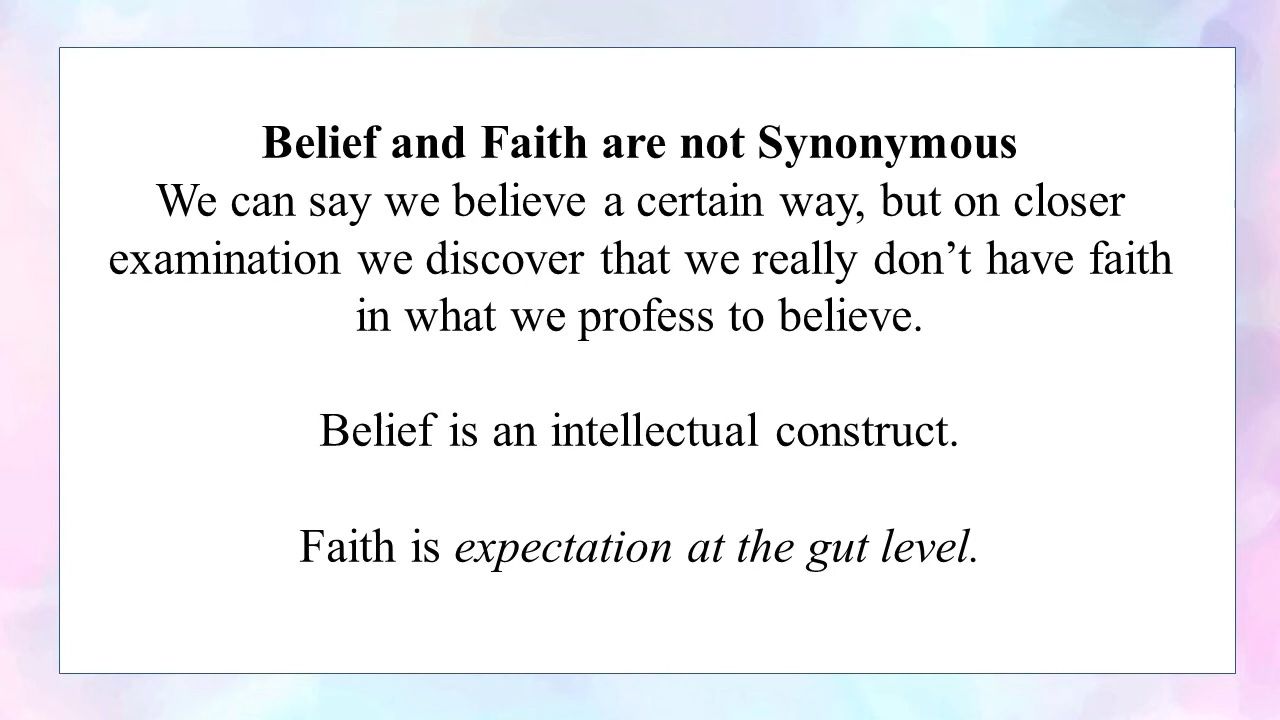 Belief and Faith are not Synonymous
We can say we believe a certain way, but on closer
examination we discover that we really don’t have faith
in what we profess to believe.
Belief is an intellectual construct.
Faith is expectation at the gut level.